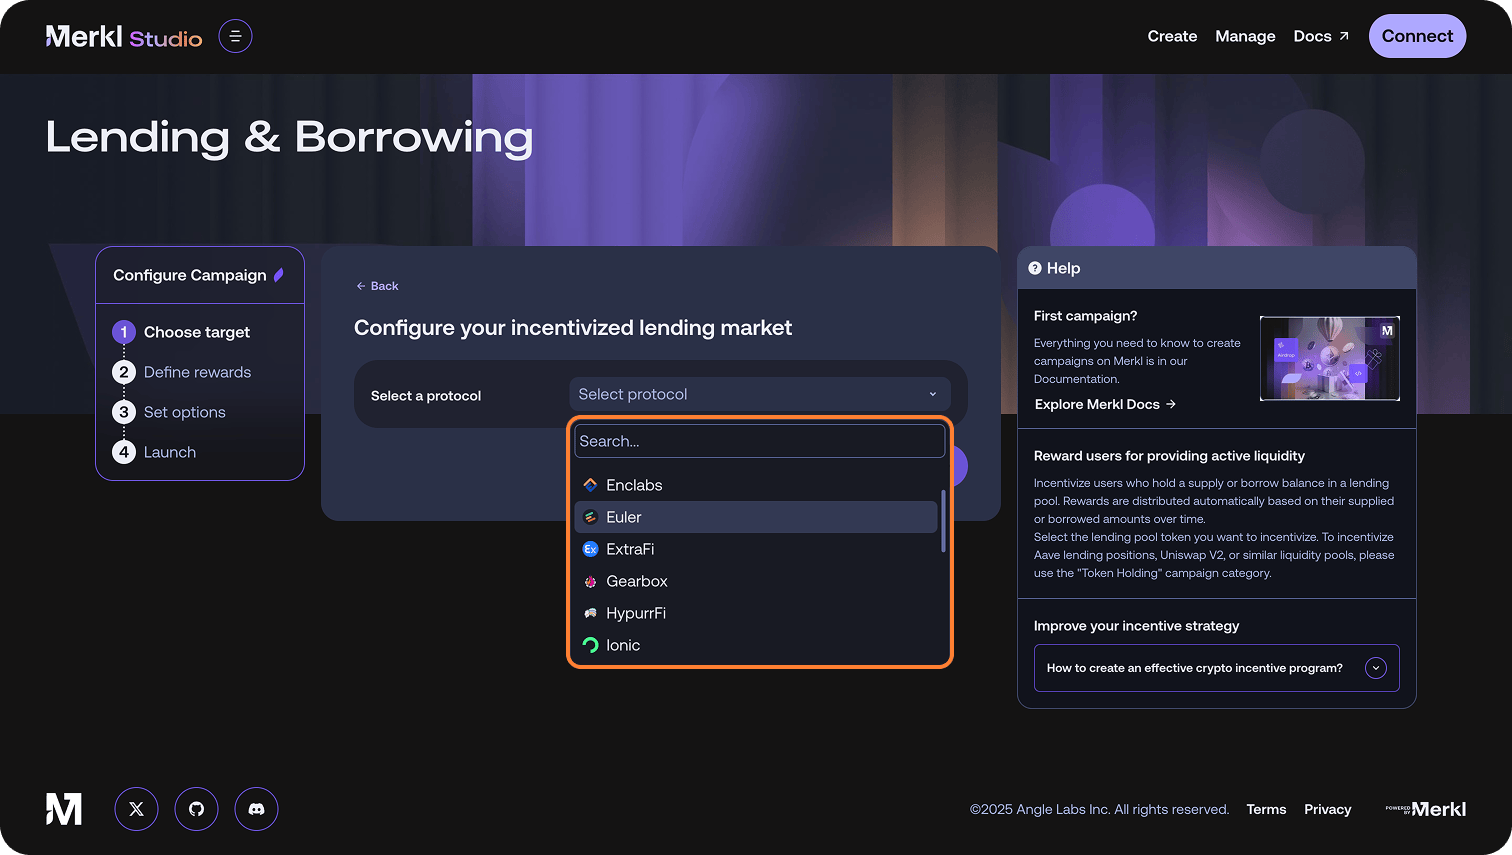 Merkl Studio
Create
Manage
Docs
Connect
Lending & Borrowing
Configure Campaign
1 Choose target
2 Define rewards
3 Set options
4 Launch
Back
Configure your incentivized lending market
Select a protocol
Select protocol
Search...
Enclabs
Euler
Ex ExtraFi
Gearbox
HypurrFi
Ionic
? Help
First campaign?
Everything you need to know to create
campaigns on Merkl is in our
Documentation.
Explore Merkl Docs
M
Airdrop
</>
Reward users for providing active liquidity
Incentivize users who hold a supply or borrow balance in a lending
pool. Rewards are distributed automatically based on their supplied
or borrowed amounts over time.
Select the lending pool token you want to incentivize. To incentivize
Aave lending positions, Uniswap V2, or similar liquidity pools, please
use the "Token Holding" campaign category.
Improve your incentive strategy
How to create an effective crypto incentive program?
M
X
©2025 Angle Labs Inc. All rights reserved.
Terms
Privacy
POWERED BY Merkl